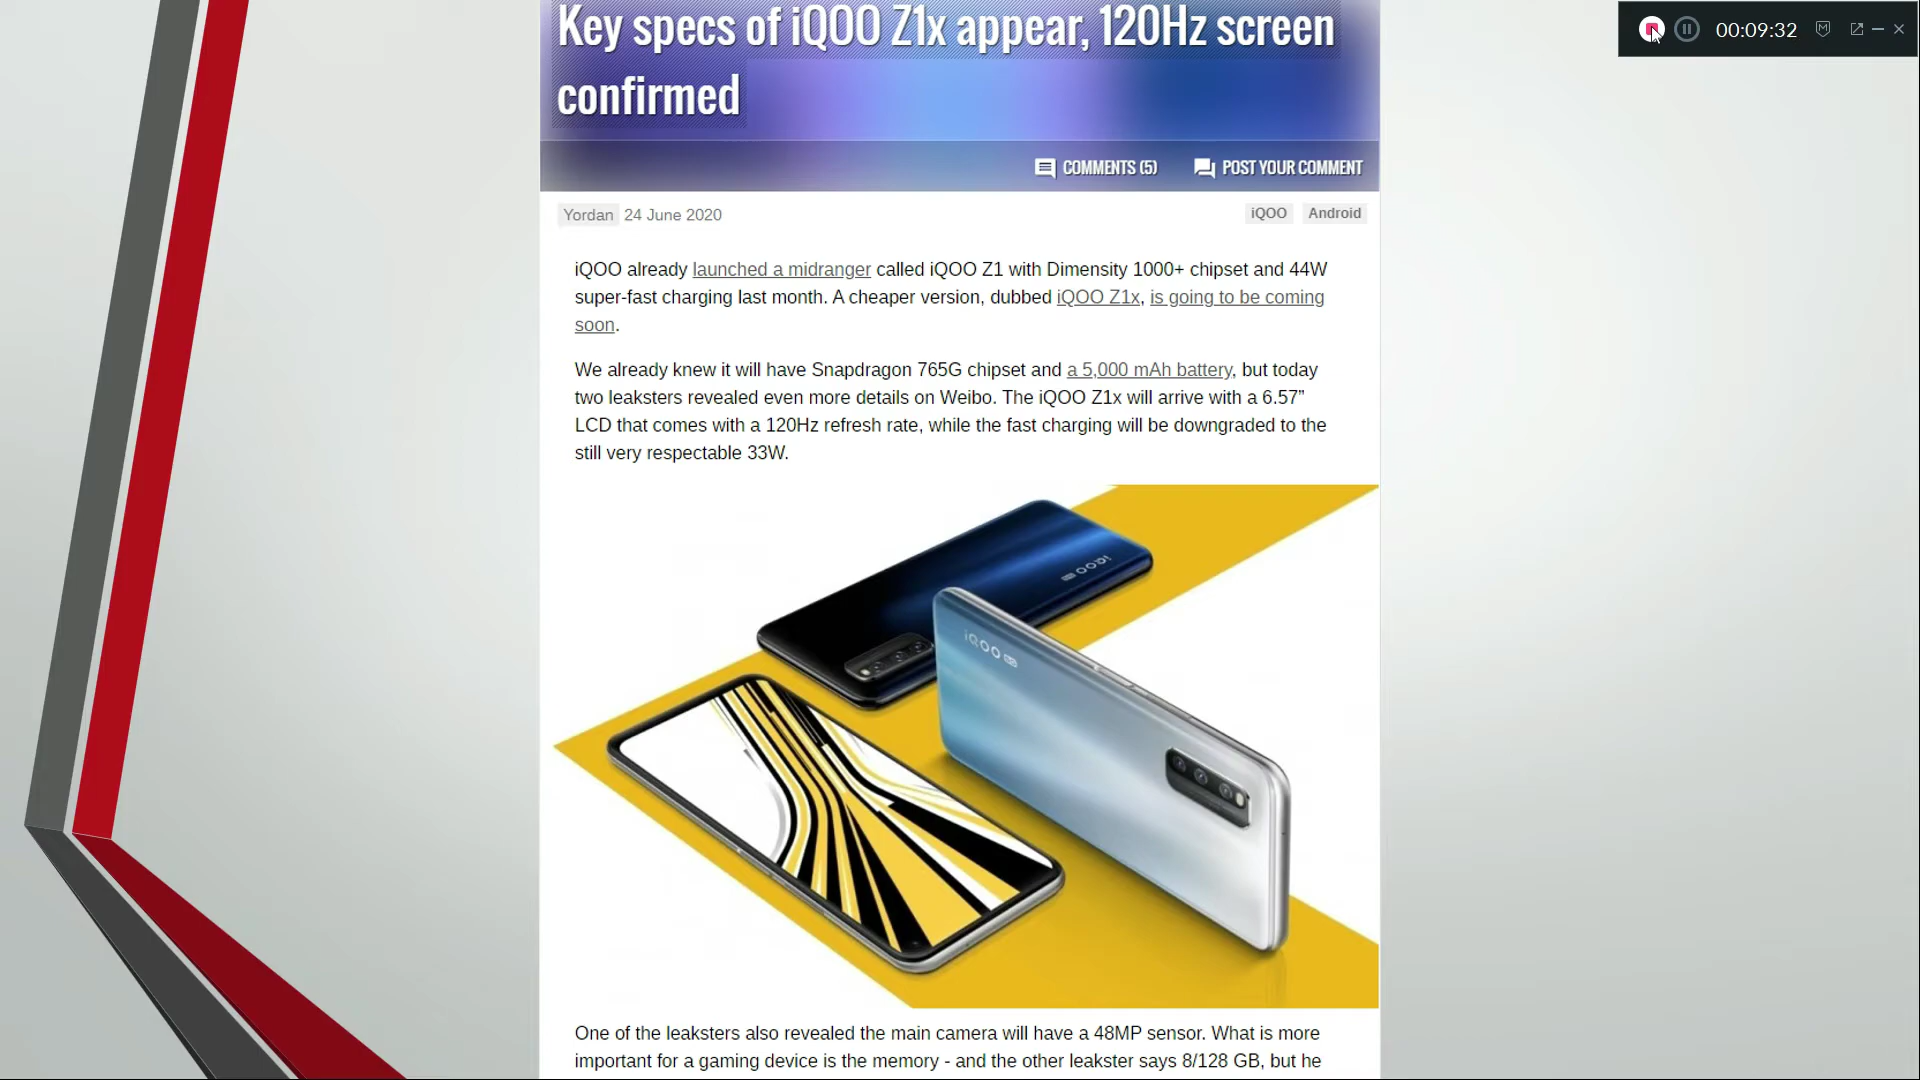 Key specs of iQOO Z1x appear, 120Hz screen
confirmed
00:09:32
COMMENTS (5) POST YOUR COMMENT
Yordan 24 June 2020 iQOO Android
iQOO already launched a midranger called iQOO Z1 with Dimensity 1000+ chipset and 44W
super-fast charging last month. A cheaper version, dubbed iQOO Z1x, is going to be coming
soon.
We already knew it will have Snapdragon 765G chipset and a 5,000 mAh battery, but today
two leaksters revealed even more details on Weibo. The iQOO Z1x will arrive with a 6.57”
LCD that comes with a 120Hz refresh rate, while the fast charging will be downgraded to the
still very respectable 33W.
iQOO
iQOO
One of the leaksters also revealed the main camera will have a 48MP sensor. What is more
important for a gaming device is the memory - and the other leakster says 8/128 GB, but he